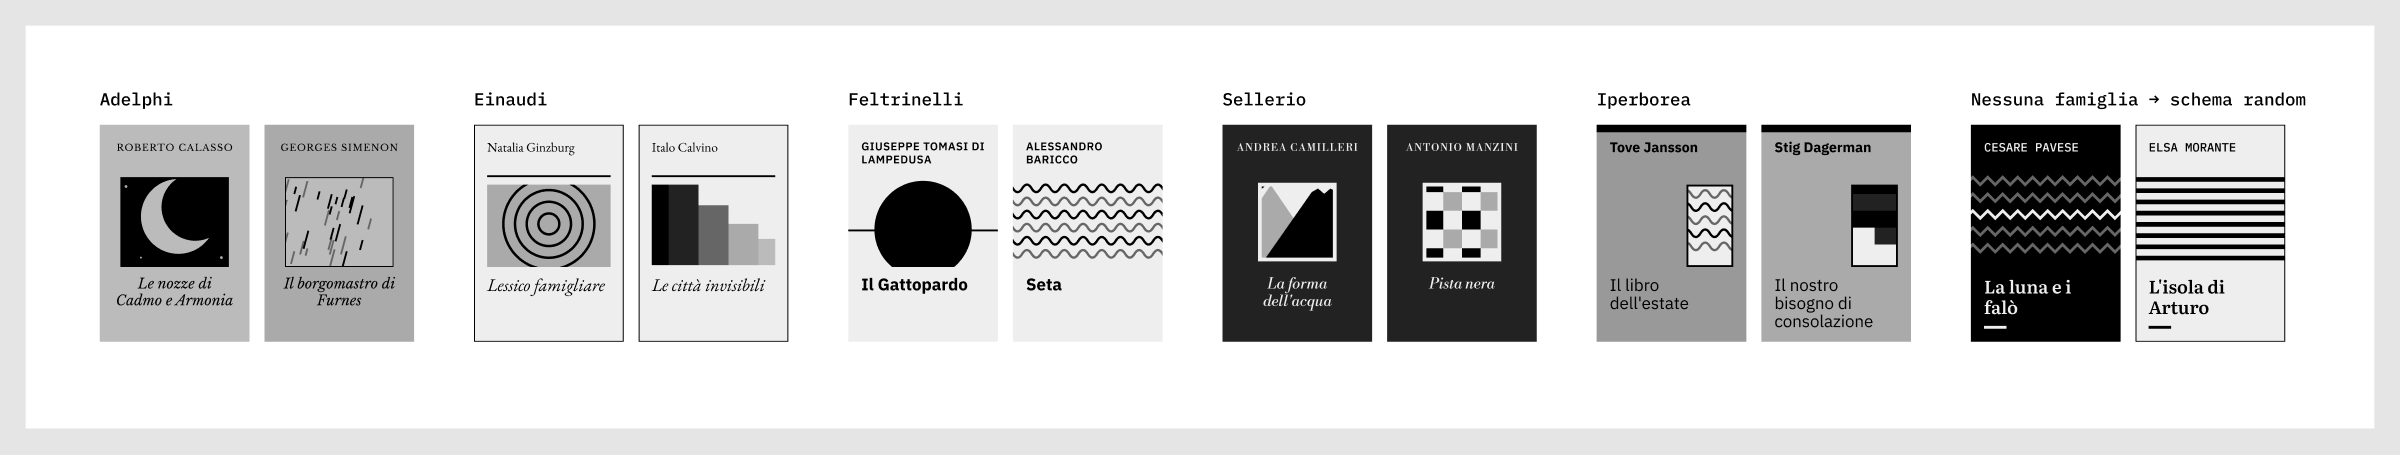 Adelphi
ROBERTO CALASSO
Le nozze di
Cadmo e Armonia
GEORGES SIMENON
Il borgomastro di
Furnes
Einaudi
Natalia Ginzburg
Lessico famigliare
Italo Calvino
Le città invisibili
Feltrinelli
GIUSEPPE TOMASI DI
LAMPEDUSA
Il Gattopardo
ALESSANDRO
BARICCO
Seta
Sellerio
ANDREA CAMILLERI
La forma
dell’acqua
ANTONIO MANZINI
Pista nera
Iperborea
Tove Jansson
Il libro
dell'estate
Stig Dagerman
Il nostro
bisogno di
consolazione
Nessuna famiglia → schema random
CESARE PAVESE
La luna e i
falò
ELSA MORANTE
L'isola di
Arturo